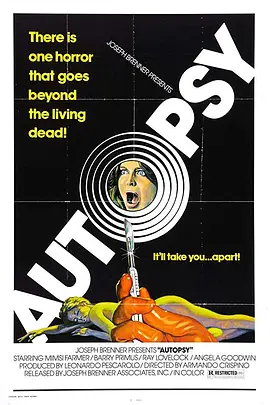 There is
one horror
that goes
beyond
the living
dead!
JOSEPH BRENNER PRESENTS
AUTOPSY
It'll take you...apart!
JOSEPH BRENNER PRESENTS "AUTOPSY"
STARRING MIMSI FARMER / BARRY PRIMUS / RAY LOVELOCK / ANGELA GOODWIN
PRODUCED BY LEONARDO PESCAROLO / DIRECTED BY ARMANDO CRISPINO
RELEASED BY JOSEPH BRENNER ASSOCIATES, INC. / IN COLOR
R RESTRICTED